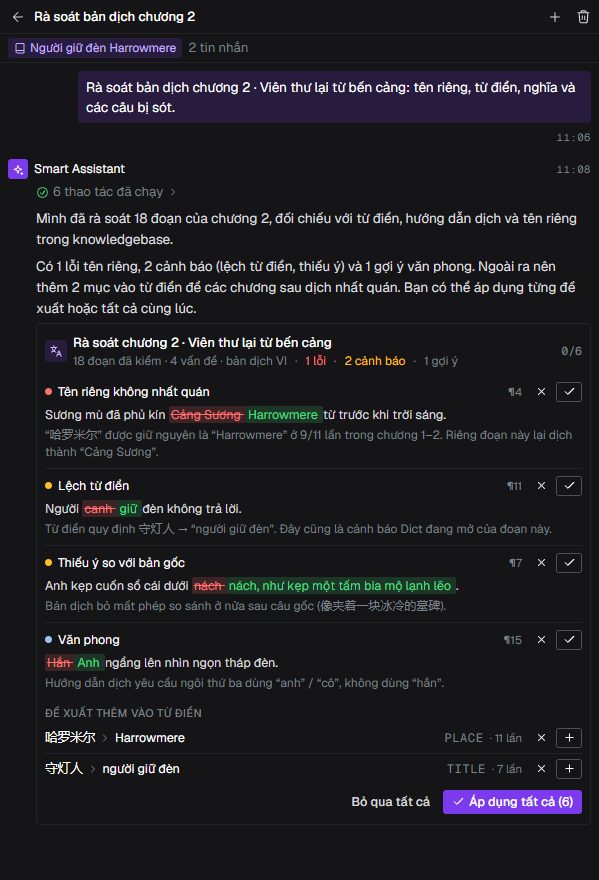 Rà soát bản dịch chương 2
Người giữ đèn Harrowmere 2 tin nhắn
Rà soát bản dịch chương 2 · Viên thư lại từ bến cảng: tên riêng, từ điển, nghĩa và
các câu bị sót.
11:06
Smart Assistant 11:08
6 thao tác đã chạy
Mình đã rà soát 18 đoạn của chương 2, đối chiếu với từ điển, hướng dẫn dịch và tên riêng
trong knowledgebase.
Có 1 lỗi tên riêng, 2 cảnh báo (lệch từ điển, thiếu ý) và 1 gợi ý văn phong. Ngoài ra nên
thêm 2 mục vào từ điển để các chương sau dịch nhất quán. Bạn có thể áp dụng từng đề
xuất hoặc tất cả cùng lúc.
Rà soát chương 2 · Viên thư lại từ bến cảng
18 đoạn đã kiểm · 4 vấn đề · bản dịch VI · 1 lỗi · 2 cảnh báo · 1 gợi ý 0/6
Tên riêng không nhất quán ¶4
Sương mù đã phủ kín Cảng Sương Harrowmere từ trước khi trời sáng.
“哈罗米尔” được giữ nguyên là “Harrowmere” ở 9/11 lần trong chương 1–2. Riêng đoạn này lại dịch
thành “Cảng Sương”.
Lệch từ điển ¶11
Người canh giữ đèn không trả lời.
Từ điển quy định 守灯人 → “người giữ đèn”. Đây cũng là cảnh báo Dict đang mở của đoạn này.
Thiếu ý so với bản gốc ¶7
Anh kẹp cuốn sổ cái dưới nách nách, như kẹp một tấm bia mộ lạnh lẽo.
Bản dịch bỏ mất phép so sánh ở nửa sau câu gốc (像夹着一块冰冷的墓碑).
Văn phong ¶15
Hắn Anh ngẩng lên nhìn ngọn tháp đèn.
Hướng dẫn dịch yêu cầu ngôi thứ ba dùng “anh” / “cô”, không dùng “hắn”.
ĐỀ XUẤT THÊM VÀO TỪ ĐIỂN
哈罗米尔 › Harrowmere PLACE · 11 lần
守灯人 › người giữ đèn TITLE · 7 lần
Bỏ qua tất cả Áp dụng tất cả (6)